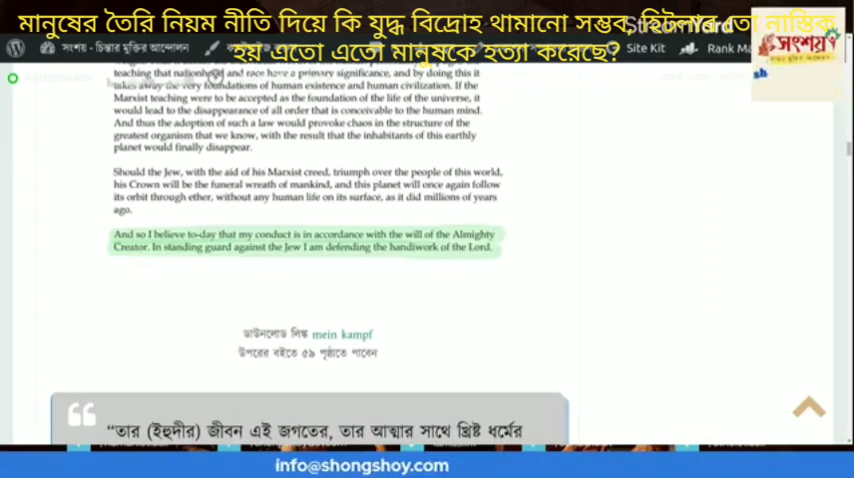 মানুষের তৈরি নিয়ম নীতি দিয়ে কি যুদ্ধ বিদ্রোহ থামানো সম্ভব, হিটলার তো নাস্তিক
হয় এতো এতো মানুষকে হত্যা করেছে?
StreamYard
সংশয় - চিন্তার মুক্তির আন্দোলন
Site Kit
Rank Ma
সংশয়
teaching that nationhood and race have a primary significance, and by doing this it
takes away the very foundations of human existence and human civilization. If the
Marxist teaching were to be accepted as the foundation of the life of the universe, it
would lead to the disappearance of all order that is conceivable to the human mind.
And thus the adoption of such a law would provoke chaos in the structure of the
greatest organism that we know, with the result that the inhabitants of this earthly
planet would finally disappear.
Should the Jew, with the aid of his Marxist creed, triumph over the people of this world,
his Crown will be the funeral wreath of mankind, and this planet will once again follow
its orbit through ether, without any human life on its surface, as it did millions of years
ago.
And so I believe to-day that my conduct is in accordance with the will of the Almighty
Creator. In standing guard against the Jew I am defending the handiwork of the Lord.
ডাউনলোড লিঙ্ক mein kampf
উপরের বইতে ৫৯ পৃষ্ঠাতে পাবেন
“তার (ইহুদীর) জীবন এই জগতের, তার আত্মার সাথে খ্রিষ্ট ধর্মের
info@shongshoy.com